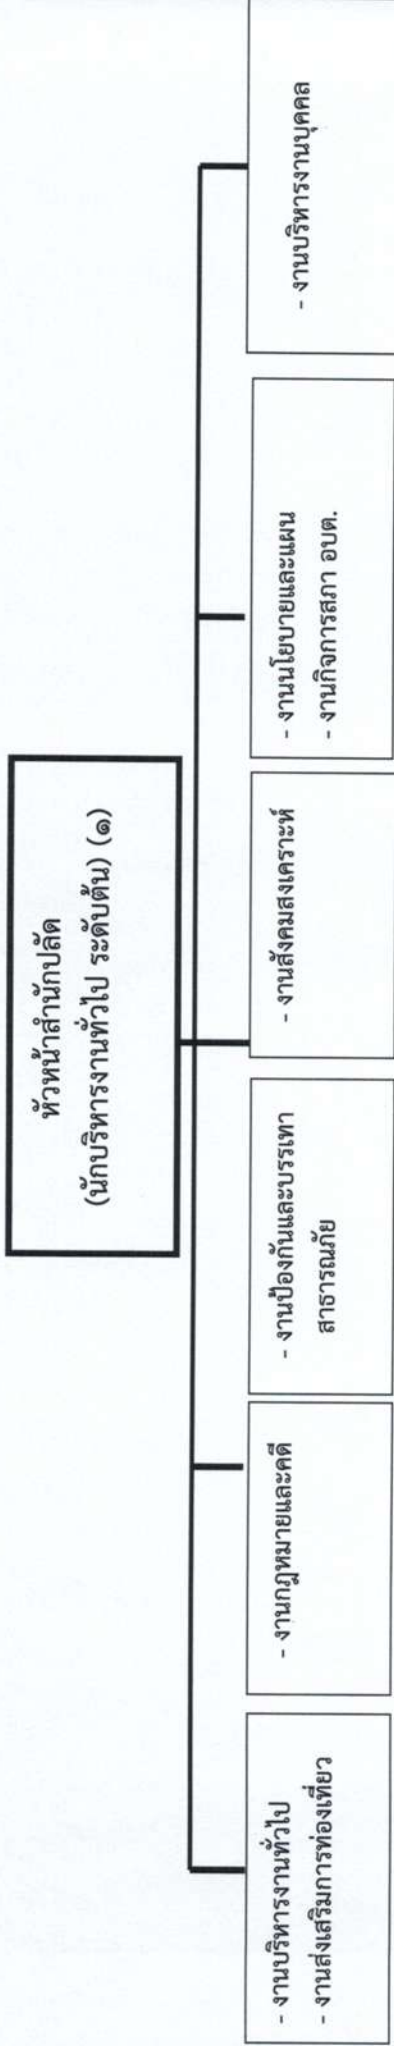 หัวหน้าสำนักปลัด
(นักบริหารงานทั่วไป ระดับต้น) (๑)
- งานบริหารงานทั่วไป
- งานส่งเสริมการท่องเที่ยว
- งานกฎหมายและคดี
- งานป้องกันและบรรเทา
สาธารณภัย
- งานสังคมสงเคราะห์
- งานนโยบายและแผน
- งานกิจการสภา อบต.
- งานบริหารงานบุคคล